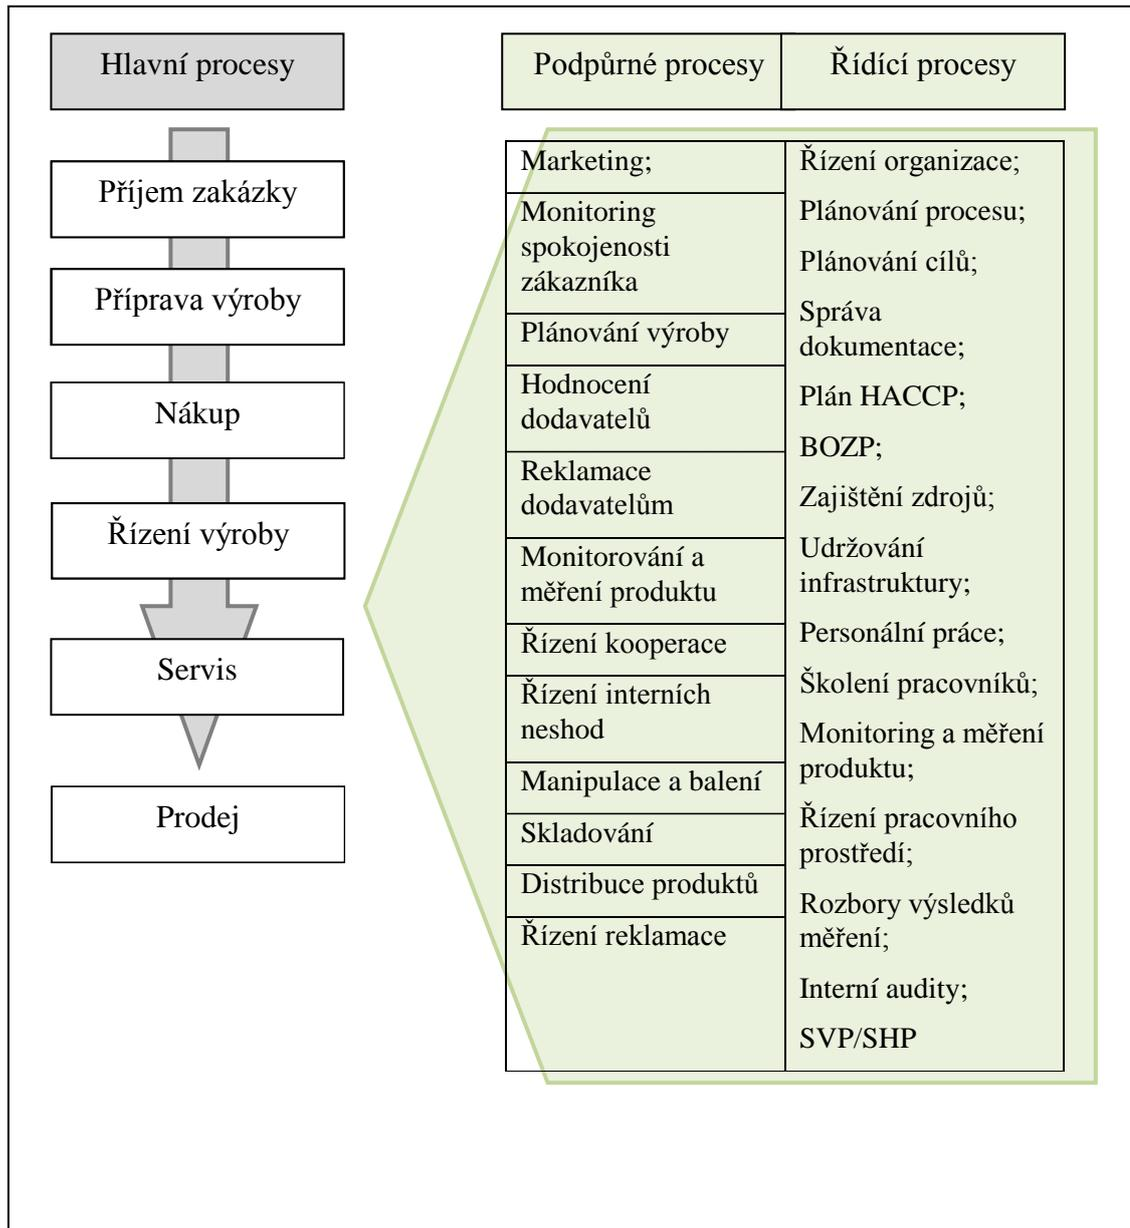 Hlavní procesy
Příjem zakázky
Příprava výroby
Nákup
Řízení výroby
Servis
Prodej
Podpůrné procesy
Marketing;
Monitoring
spokojenosti
zákazníka
Plánování výroby
Hodnocení
dodavatelů
Reklamace
dodavatelům
Monitorování a
měření produktu
Řízení kooperace
Řízení interních
neshod
Manipulace a balení
Skladování
Distribuce produktů
Řízení reklamace
Řídící procesy
Řízení organizace;
Plánování procesu;
Plánování cílů;
Správa
dokumentace;
Plán HACCP;
BOZP;
Zajištění zdrojů;
Udržování
infrastruktury;
Personální práce;
Školení pracovníků;
Monitoring a měření
produktu;
Řízení pracovního
prostředí;
Rozbory výsledků
měření;
Interní audity;
SVP/SHP